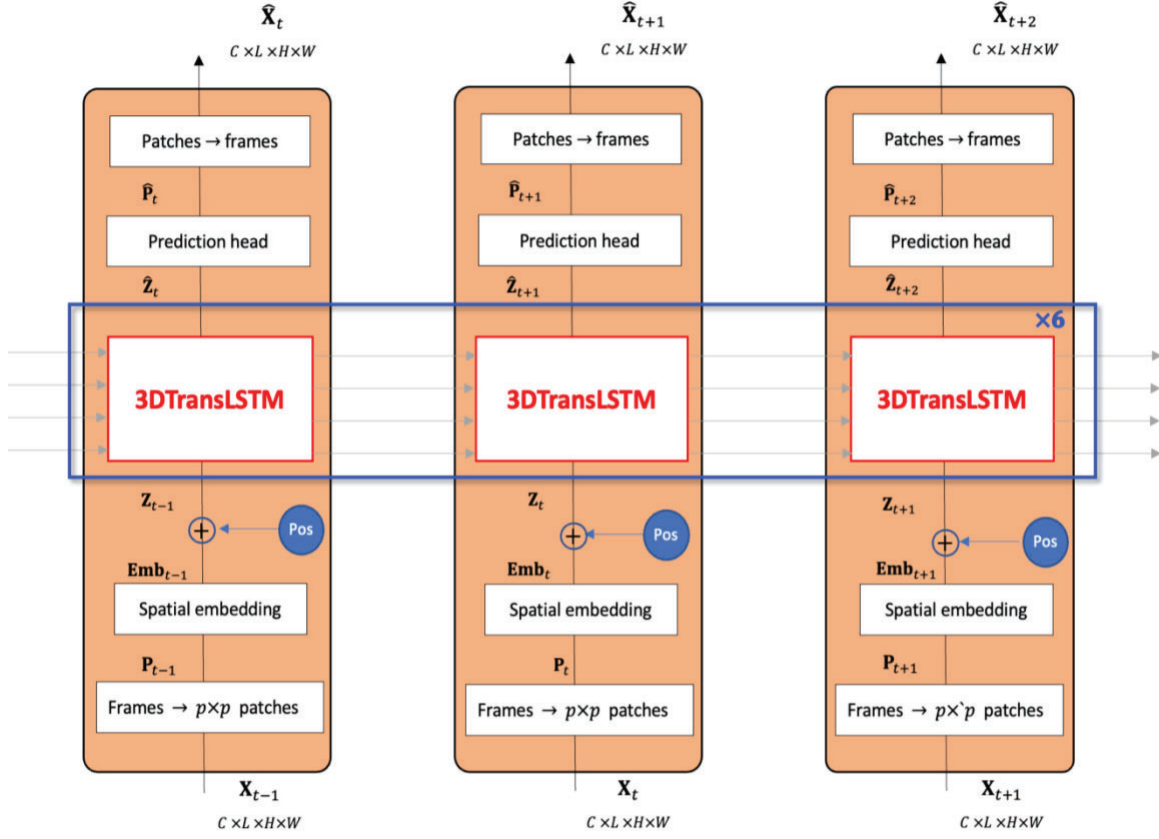 X̂ₜ
C ×L×H×W
Patches → frames
P̂ₜ
Prediction head
Ẑₜ
3DTransLSTM
Zₜ₋₁
Pos
+
Embₜ₋₁
Spatial embedding
Pₜ₋₁
Frames → p×p patches
Xₜ₋₁
C ×L×H×W
X̂ₜ₊₁
C ×L×H×W
Patches → frames
P̂ₜ₊₁
Prediction head
Ẑₜ₊₁
3DTransLSTM
Zₜ
Pos
+
Embₜ
Spatial embedding
Pₜ
Frames → p×p patches
Xₜ
C ×L×H×W
X̂ₜ₊₂
C ×L×H×W
Patches → frames
P̂ₜ₊₂
Prediction head
Ẑₜ₊₂
×6
3DTransLSTM
Zₜ₊₁
Pos
+
Embₜ₊₁
Spatial embedding
Pₜ₊₁
Frames → p×`p patches
Xₜ₊₁
C ×L×H×W